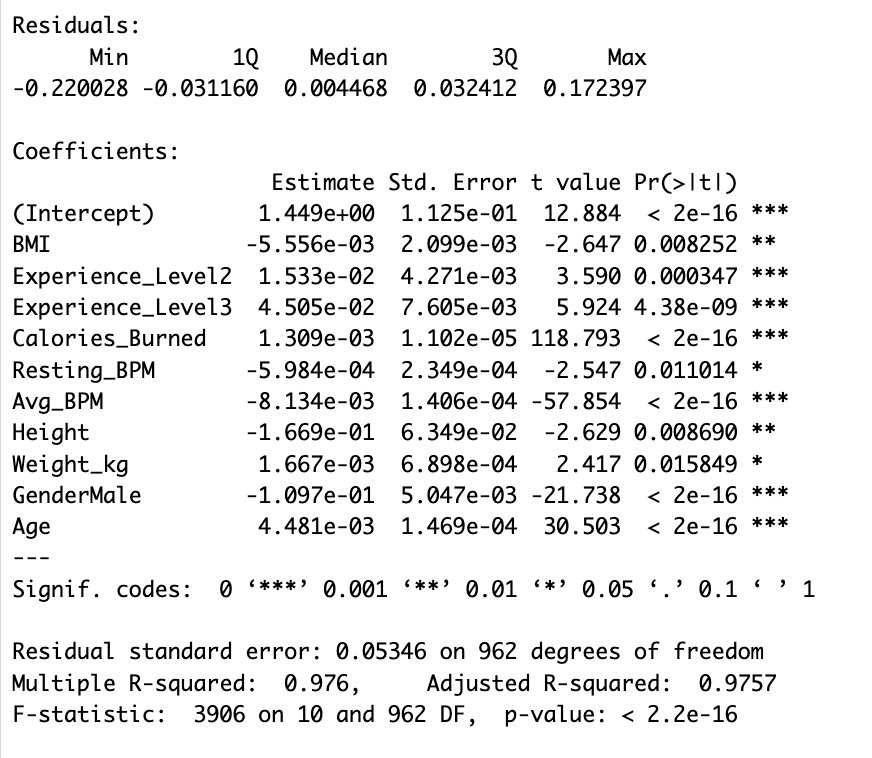 Residuals:
      Min        1Q    Median        3Q       Max
-0.220028 -0.031160  0.004468  0.032412  0.172397

Coefficients:
                    Estimate Std. Error t value Pr(>|t|)
(Intercept)        1.449e+00  1.125e-01  12.884  < 2e-16 ***
BMI               -5.556e-03  2.099e-03  -2.647 0.008252 **
Experience_Level2  1.533e-02  4.271e-03   3.590 0.000347 ***
Experience_Level3  4.505e-02  7.605e-03   5.924 4.38e-09 ***
Calories_Burned    1.309e-03  1.102e-05 118.793  < 2e-16 ***
Resting_BPM       -5.984e-04  2.349e-04  -2.547 0.011014 *
Avg_BPM           -8.134e-03  1.406e-04 -57.854  < 2e-16 ***
Height            -1.669e-01  6.349e-02  -2.629 0.008690 **
Weight_kg          1.667e-03  6.898e-04   2.417 0.015849 *
GenderMale        -1.097e-01  5.047e-03 -21.738  < 2e-16 ***
Age                4.481e-03  1.469e-04  30.503  < 2e-16 ***
---
Signif. codes:  0 ‘***’ 0.001 ‘**’ 0.01 ‘*’ 0.05 ‘.’ 0.1 ‘ ’ 1

Residual standard error: 0.05346 on 962 degrees of freedom
Multiple R-squared:  0.976,	Adjusted R-squared:  0.9757
F-statistic:  3906 on 10 and 962 DF,  p-value: < 2.2e-16